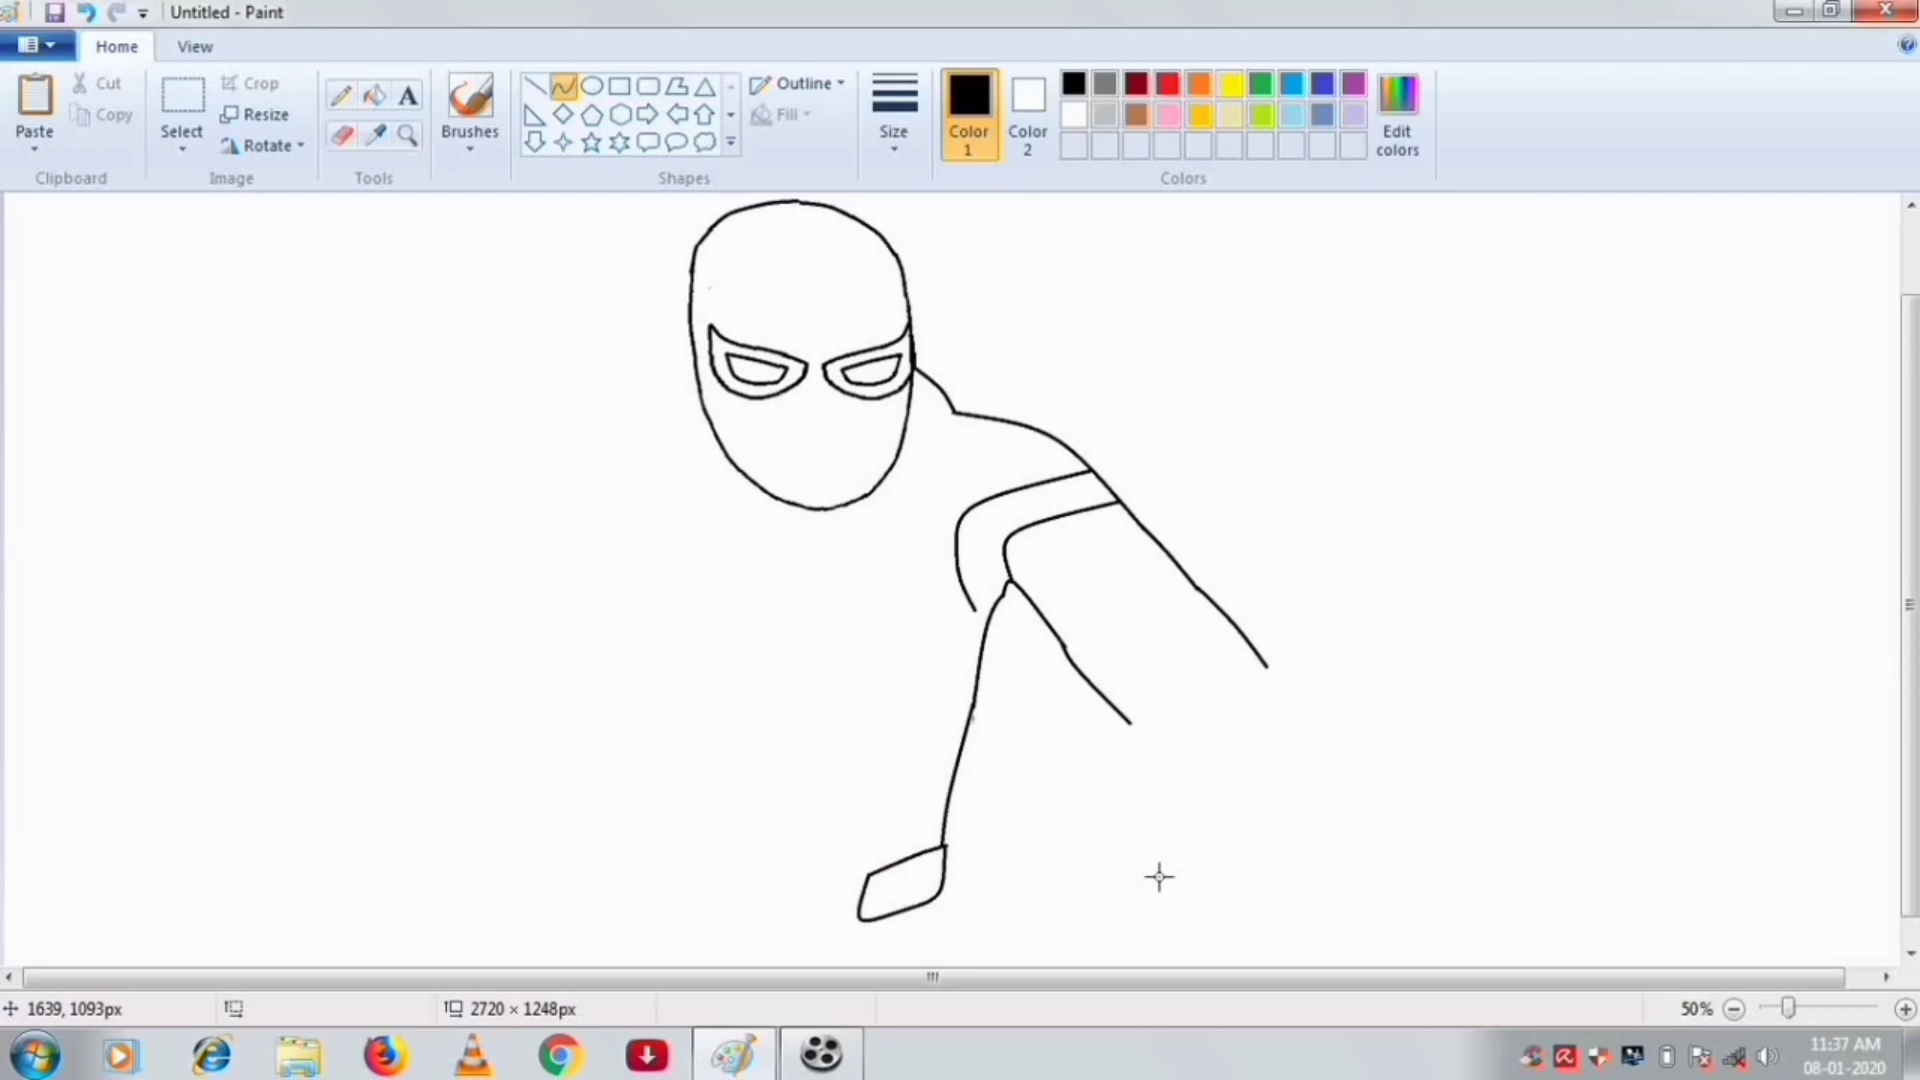 Untitled - Paint
Home View
Cut
Copy
Paste
Clipboard
Crop
Resize
Rotate
Select
Image
A
Tools
Brushes
Outline
Fill
Shapes
Size
Color 1
Color 2
Edit colors
Colors
1639, 1093px
2720 × 1248px
50%
11:37 AM
08-01-2020